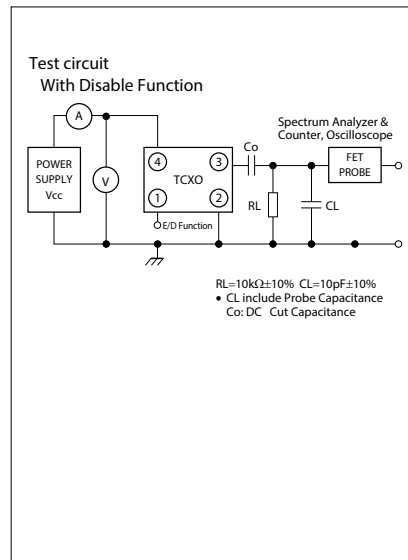 Test circuit
With Disable Function
A
Spectrum Analyzer &
Counter, Oscilloscope
Co
POWER
SUPPLY
Vcc
V
4
3
TCXO
1
2
E/D Function
RL
CL
FET
PROBE
RL=10kΩ±10% CL=10pF±10%
• CL include Probe Capacitance
Co: DC Cut Capacitance